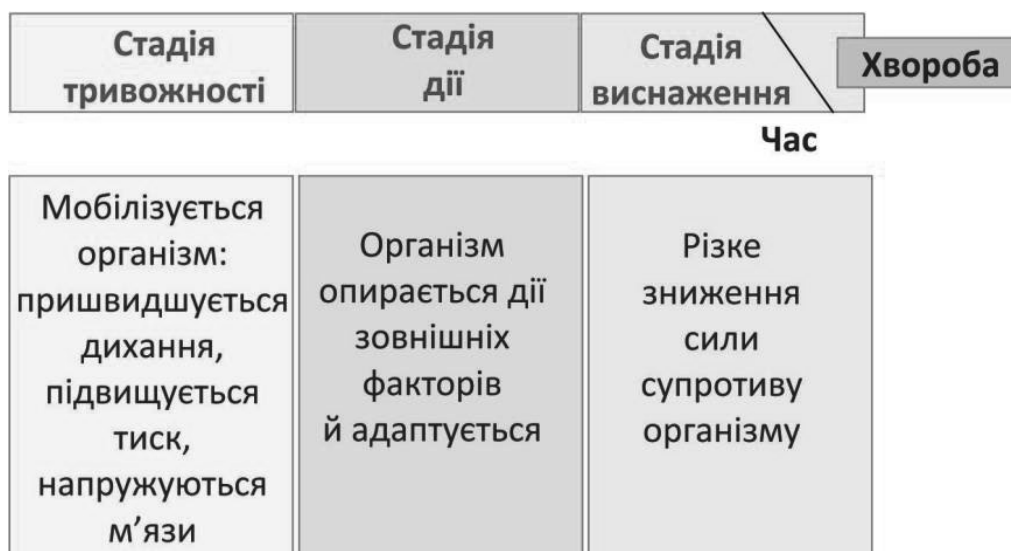 Стадія
тривожності
Стадія
дії
Стадія
виснаження
Хвороба
Час
Мобілізується
організм:
пришвидшується
дихання,
підвищується
тиск,
напружуються
м’язи
Організм
опирається дії
зовнішніх
факторів
й адаптується
Різке
зниження
сили
супротиву
організму